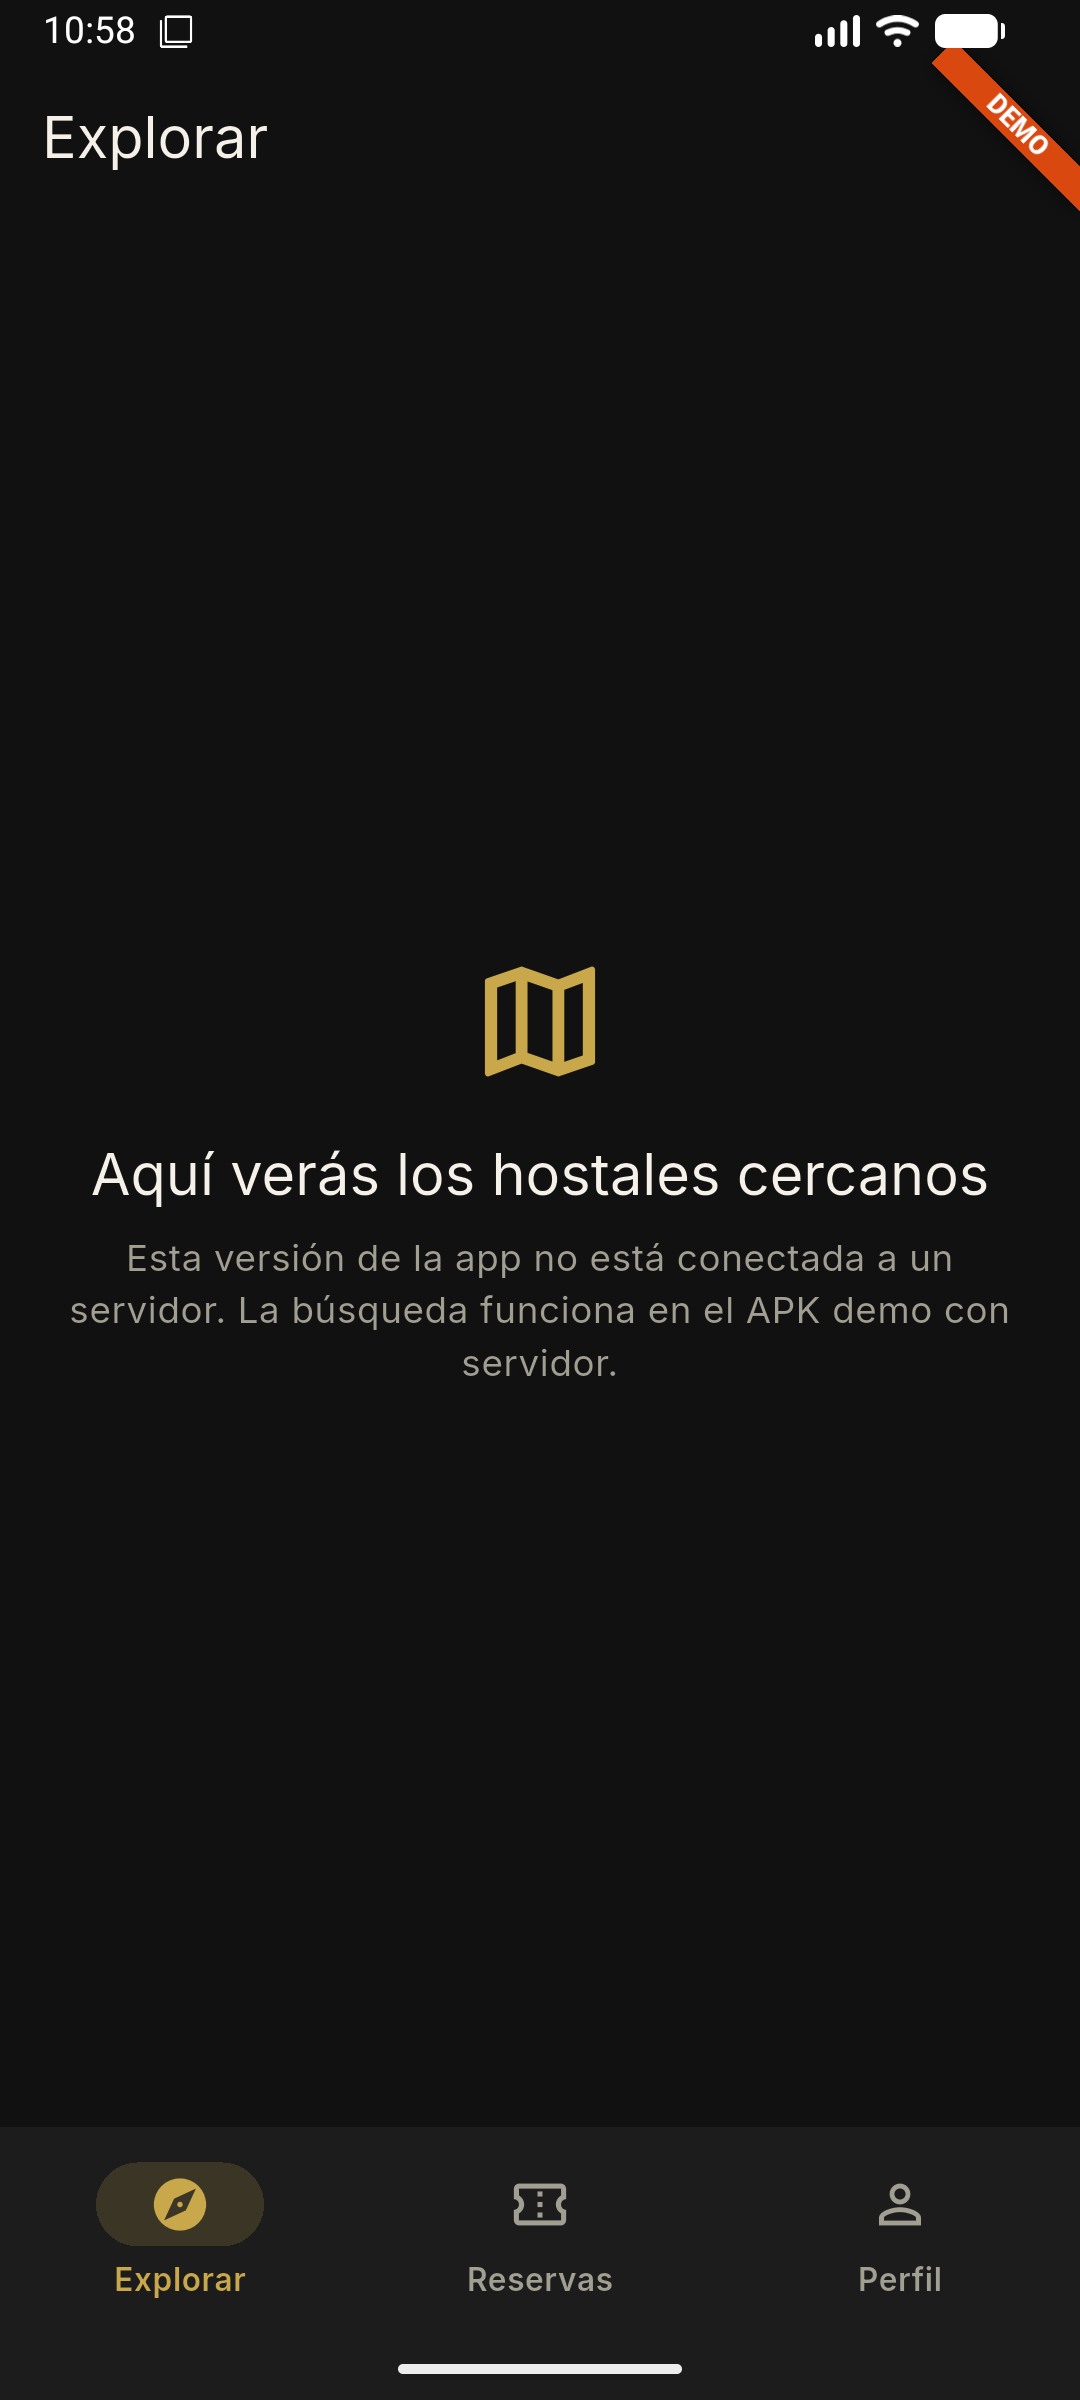 10:58
DEMO
Explorar
Aquí verás los hostales cercanos
Esta versión de la app no está conectada a un
servidor. La búsqueda funciona en el APK demo con
servidor.
Explorar
Reservas
Perfil